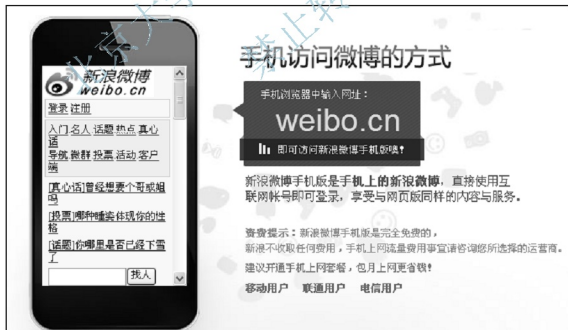 新浪微博
weibo.cn
登录 注册
入门 名人 话题 热点 真心
话
导航 微群 投票 活动 客户
端
[真心话]曾经想要个哥或姐
吗
[投票]哪种睡姿体现你的性
格
[话题]你哪里是否已经下雪
了
找人
手机访问微博的方式
手机浏览器中输入网址:
weibo.cn
即可访问新浪微博手机版噢!
新浪微博手机版是手机上的新浪微博,直接使用互
联网帐号即可登录,享受与网页版同样的内容与服务。
资费提示:新浪微博手机版是完全免费的,
新浪不收取任何费用,手机上网流量费用事宜请咨询您所选择的运营商。
建议开通手机上网套餐,包月上网更省钱!
移动用户 联通用户 电信用户
北京大
禁止转